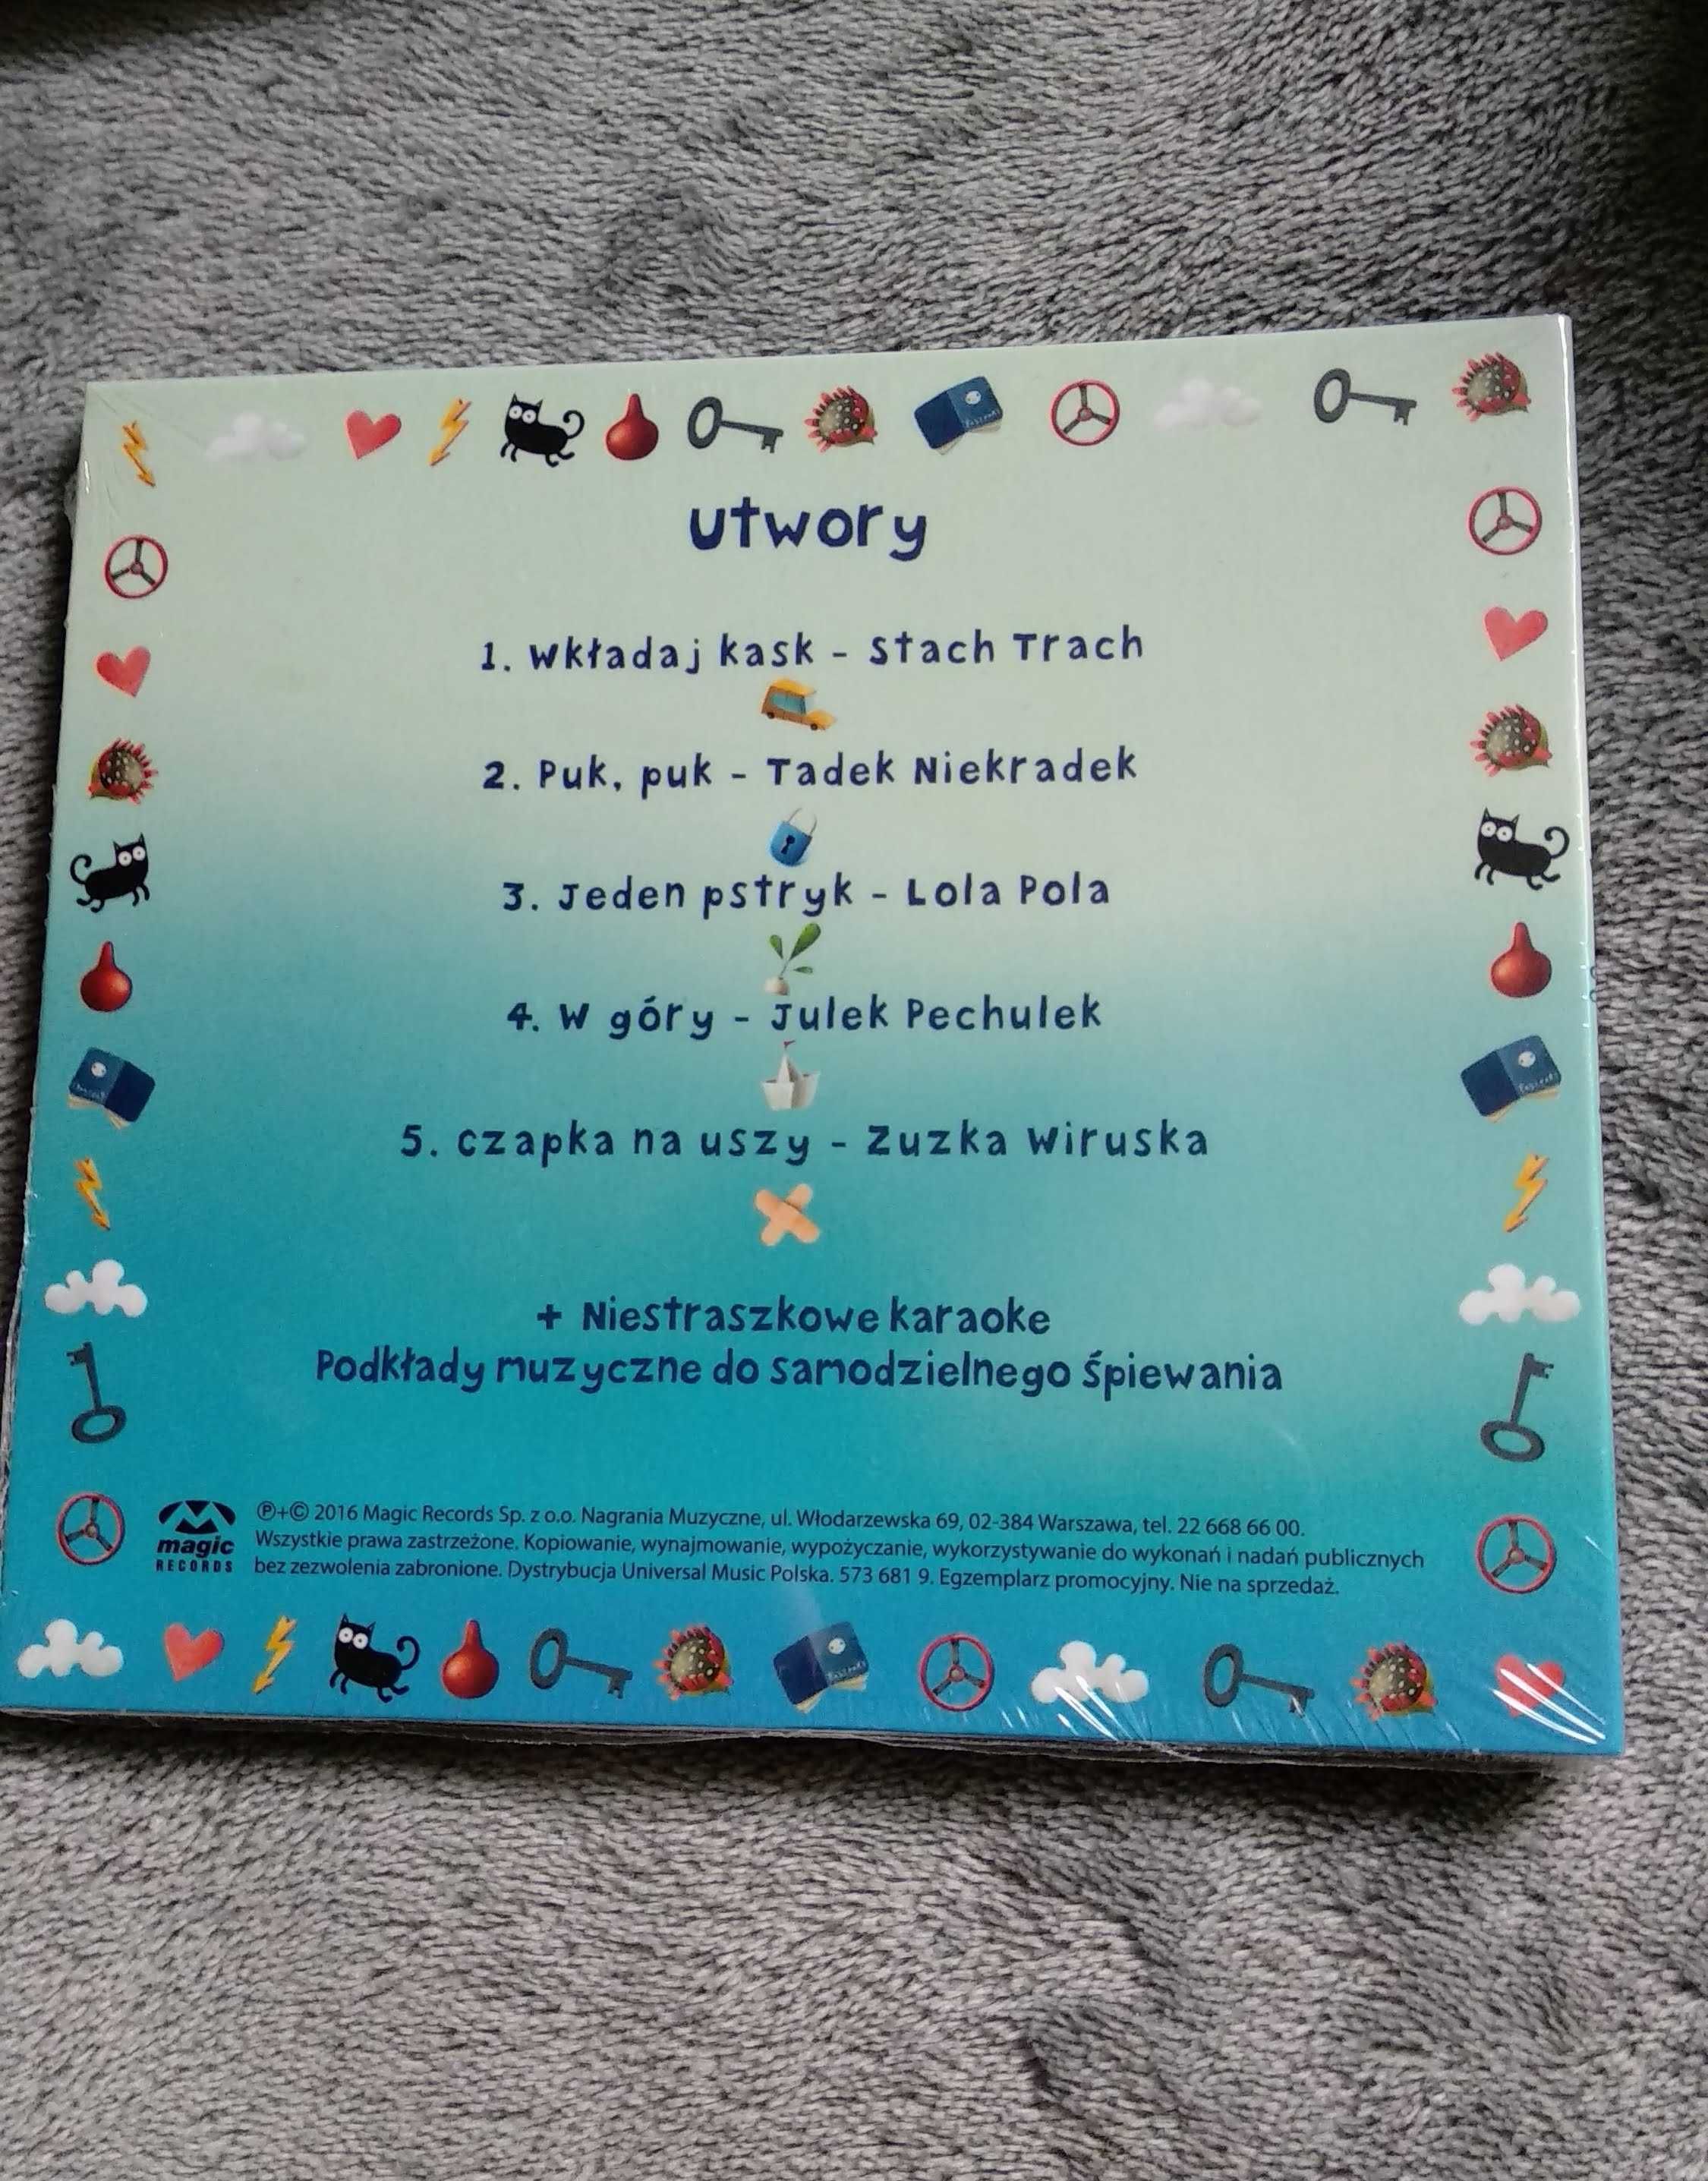 utwory
1. Wkładaj kask - Stach Trach
2. Puk, puk - Tadek Niekradek
3. Jeden pstryk - Lola Pola
4. W góry - Julek Pechulek
5. Czapka na uszy - Zuzka Wiruska
+ Niestraszkowe karaoke
Podkłady muzyczne do samodzielnego śpiewania
magic
RECORDS
℗+© 2016 Magic Records Sp. z o.o. Nagrania Muzyczne, ul. Włodarzewska 69, 02-384 Warszawa, tel. 22 668 66 00.
Wszystkie prawa zastrzeżone. Kopiowanie, wynajmowanie, wypożyczanie, wykorzystywanie do wykonań i nadań publicznych
bez zezwolenia zabronione. Dystrybucja Universal Music Polska. 573 681 9. Egzemplarz promocyjny. Nie na sprzedaż.